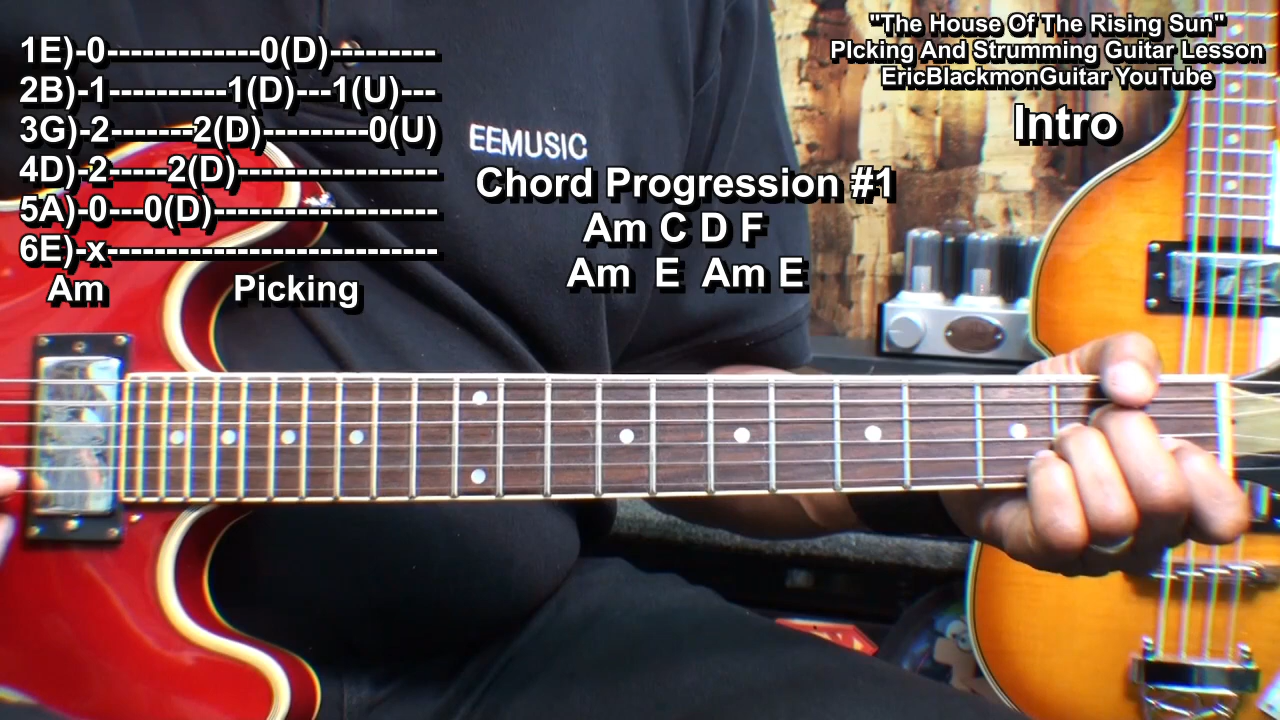 1E)-0-------------0(D)---------
2B)-1----------1(D)---1(U)---
3G)-2-------2(D)---------0(U)
4D)-2-----2(D)-----------------
5A)-0---0(D)-------------------
6E)-x----------------------------
Am Picking
EEMUSIC
Chord Progression #1
Am C D F
Am E Am E
"The House Of The Rising Sun"
PIcking And Strumming Guitar Lesson
EricBlackmonGuitar YouTube
Intro